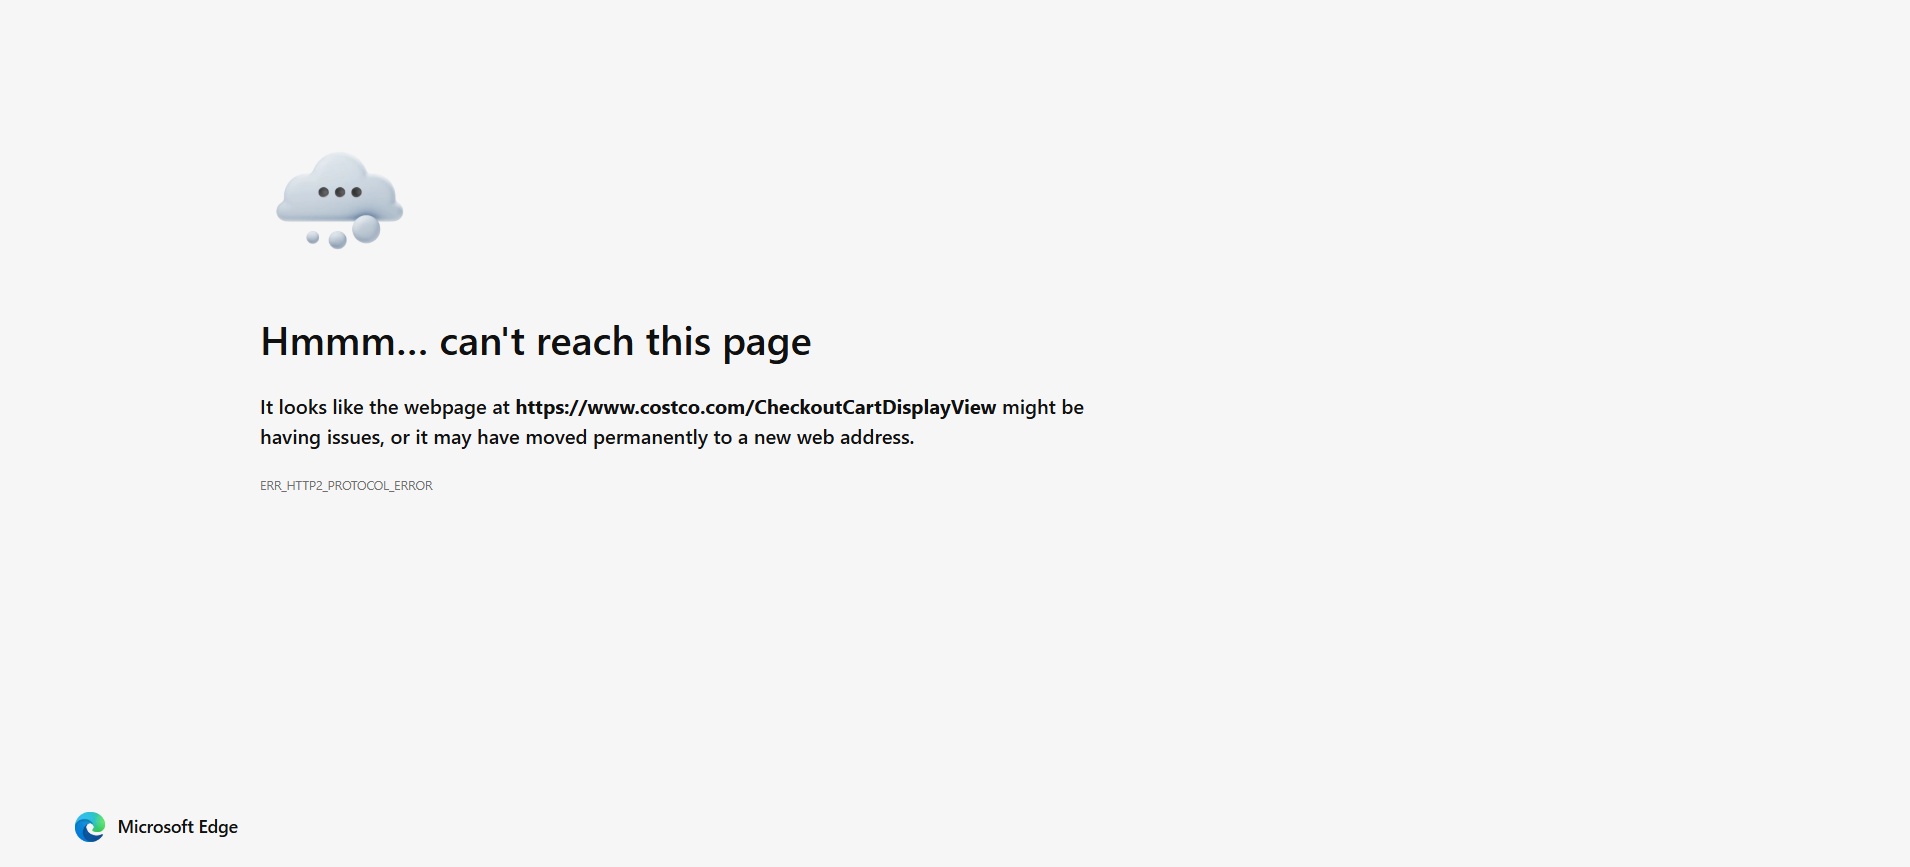 Hmmm... can't reach this page
It looks like the webpage at https://www.costco.com/CheckoutCartDisplayView might be
having issues, or it may have moved permanently to a new web address.
ERR_HTTP2_PROTOCOL_ERROR
Microsoft Edge